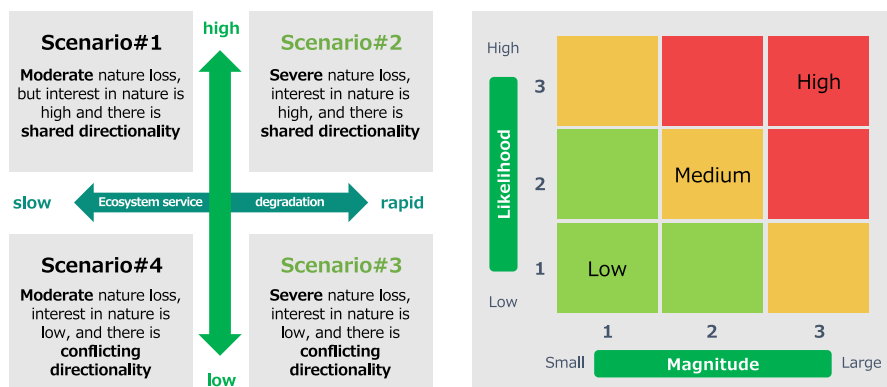 high
Scenario#1
Moderate nature loss,
but interest in nature is
high and there is
shared directionality
Scenario#2
Severe nature loss,
interest in nature is
high, and there is
shared directionality
slow
Ecosystem service
degradation
rapid
Scenario#4
Moderate nature loss,
interest in nature is
low, and there is
conflicting
directionality
Scenario#3
Severe nature loss,
interest in nature is
low, and there is
conflicting
directionality
low
High
Likelihood
Low
3
2
1
High
Medium
Low
1
2
3
Small
Magnitude
Large